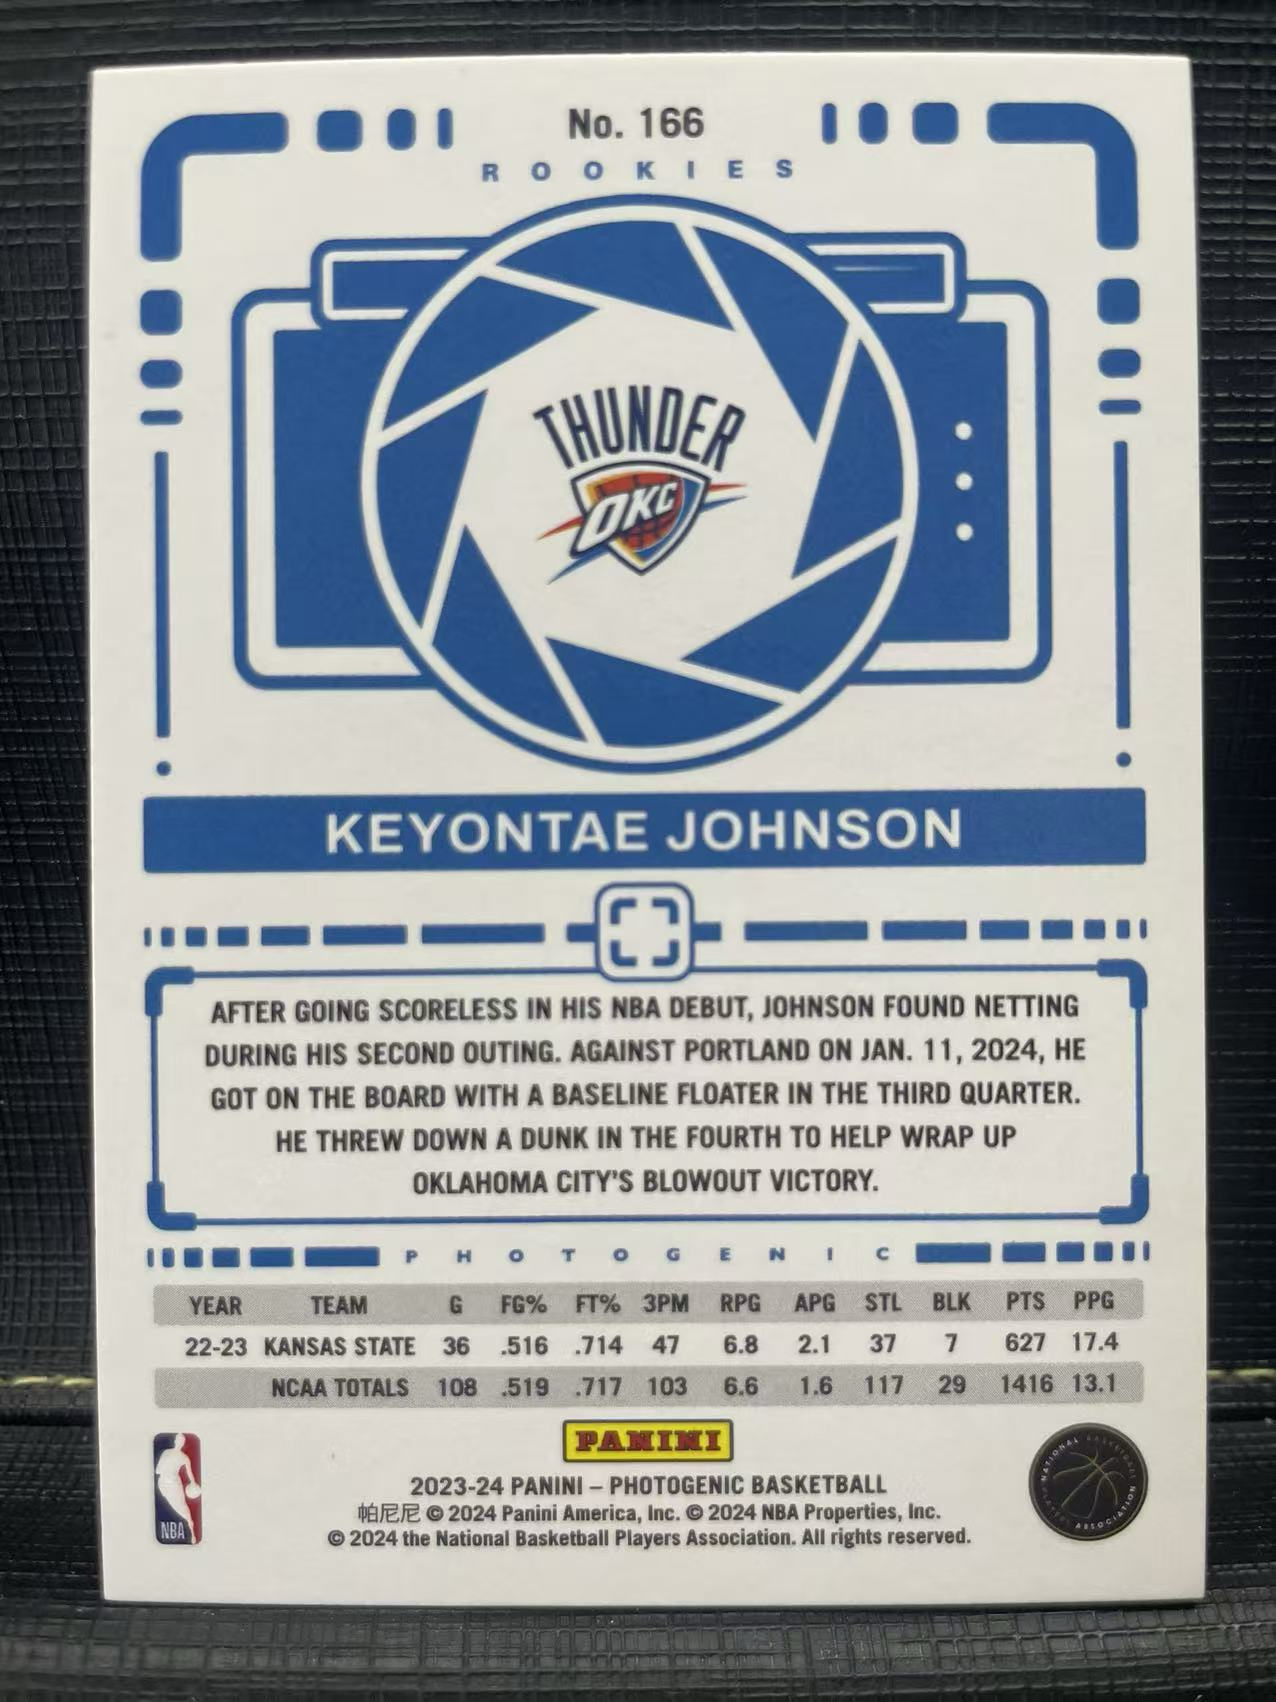 No. 166
ROOKIES
THUNDER
OKC
KEYONTAE JOHNSON
AFTER GOING SCORELESS IN HIS NBA DEBUT, JOHNSON FOUND NETTING
DURING HIS SECOND OUTING. AGAINST PORTLAND ON JAN. 11, 2024, HE
GOT ON THE BOARD WITH A BASELINE FLOATER IN THE THIRD QUARTER.
HE THREW DOWN A DUNK IN THE FOURTH TO HELP WRAP UP
OKLAHOMA CITY'S BLOWOUT VICTORY.
PHOTOGENIC
YEAR TEAM G FG% FT% 3PM RPG APG STL BLK PTS PPG
22-23 KANSAS STATE 36 .516 .714 47 6.8 2.1 37 7 627 17.4
NCAA TOTALS 108 .519 .717 103 6.6 1.6 117 29 1416 13.1
PANINI
2023-24 PANINI – PHOTOGENIC BASKETBALL
帕尼尼 © 2024 Panini America, Inc. © 2024 NBA Properties, Inc.
© 2024 the National Basketball Players Association. All rights reserved.
NBA
NATIONAL BASKETBALL PLAYERS ASSOCIATION